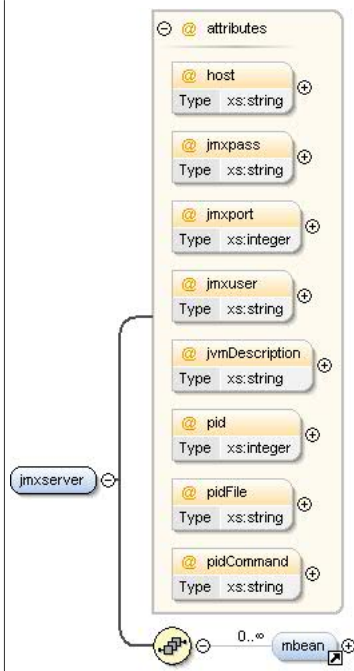 @ attributes
@ host
Type xs:string
@ jmxpass
Type xs:string
@ jmxport
Type xs:integer
@ jmxuser
Type xs:string
@ jvmDescription
Type xs:string
@ pid
Type xs:integer
@ pidFile
Type xs:string
@ pidCommand
Type xs:string
jmxserver
0..∞
mbean